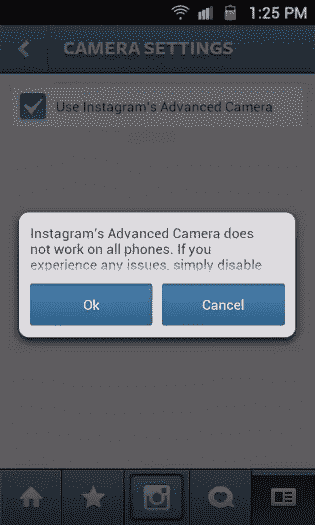 1:25 PM
CAMERA SETTINGS
Use Instagram's Advanced Camera
Instagram's Advanced Camera does
not work on all phones. If you
experience any issues, simply disable
Ok
Cancel